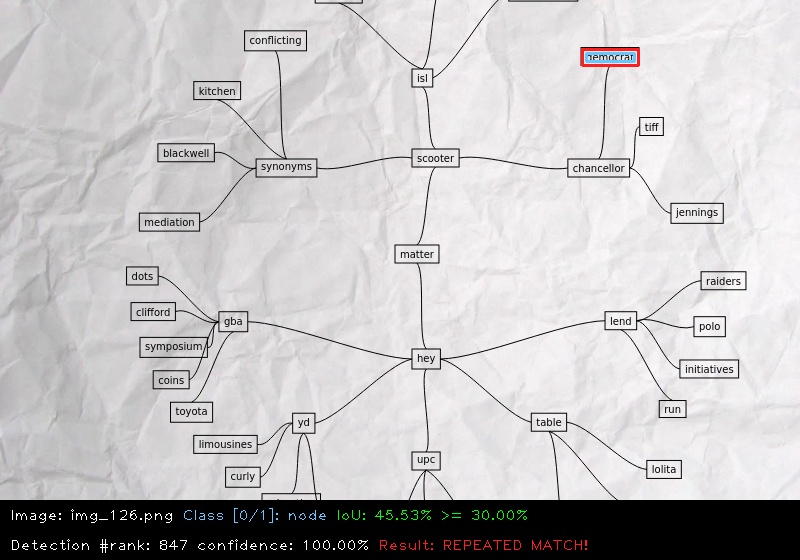 conflicting
democrat
isl
kitchen
tiff
blackwell
synonyms
scooter
chancellor
mediation
jennings
matter
dots
raiders
clifford
gba
lend
polo
symposium
hey
initiatives
coins
toyota
run
yd
table
limousines
upc
curly
lolita
Image: img_126.png Class [0/1]: node IoU: 45.53% >= 30.00%
Detection #rank: 847 confidence: 100.00% Result: REPEATED MATCH!